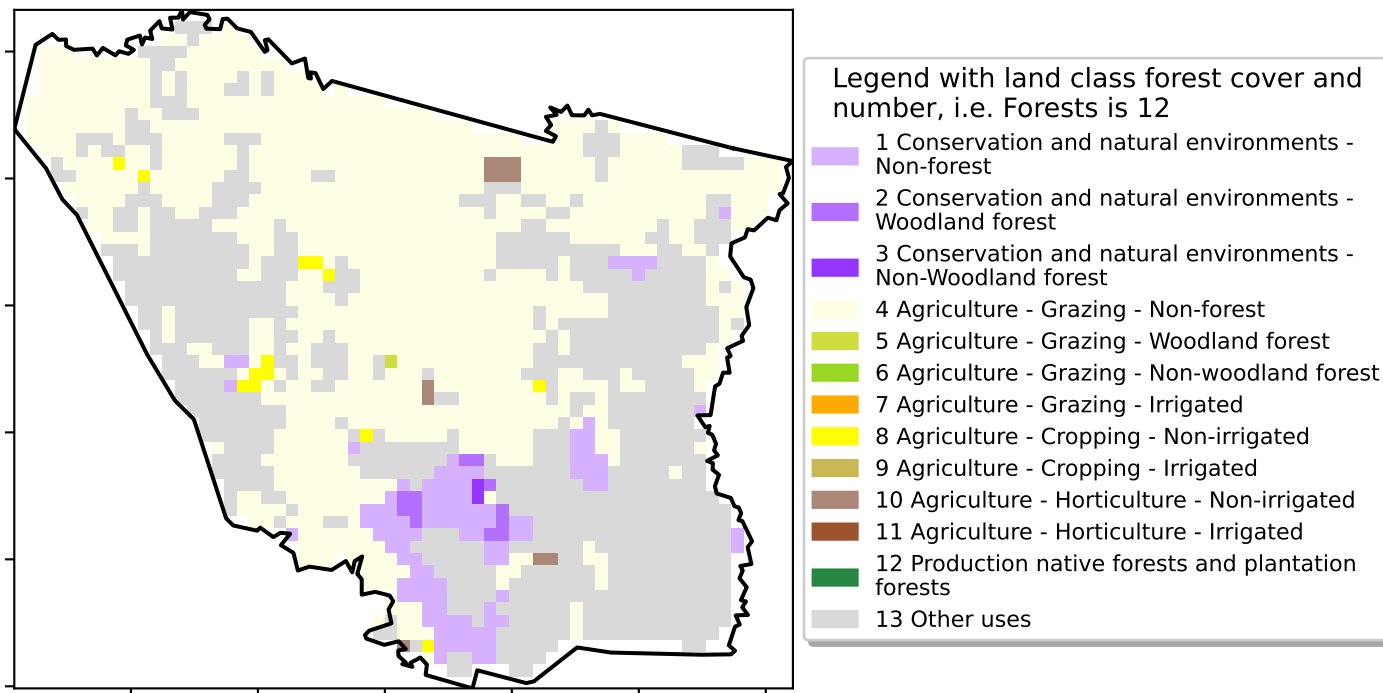 Legend with land class forest cover and
number, i.e. Forests is 12
1 Conservation and natural environments -
Non-forest
2 Conservation and natural environments -
Woodland forest
3 Conservation and natural environments -
Non-Woodland forest
4 Agriculture - Grazing - Non-forest
5 Agriculture - Grazing - Woodland forest
6 Agriculture - Grazing - Non-woodland forest
7 Agriculture - Grazing - Irrigated
8 Agriculture - Cropping - Non-irrigated
9 Agriculture - Cropping - Irrigated
10 Agriculture - Horticulture - Non-irrigated
11 Agriculture - Horticulture - Irrigated
12 Production native forests and plantation
forests
13 Other uses